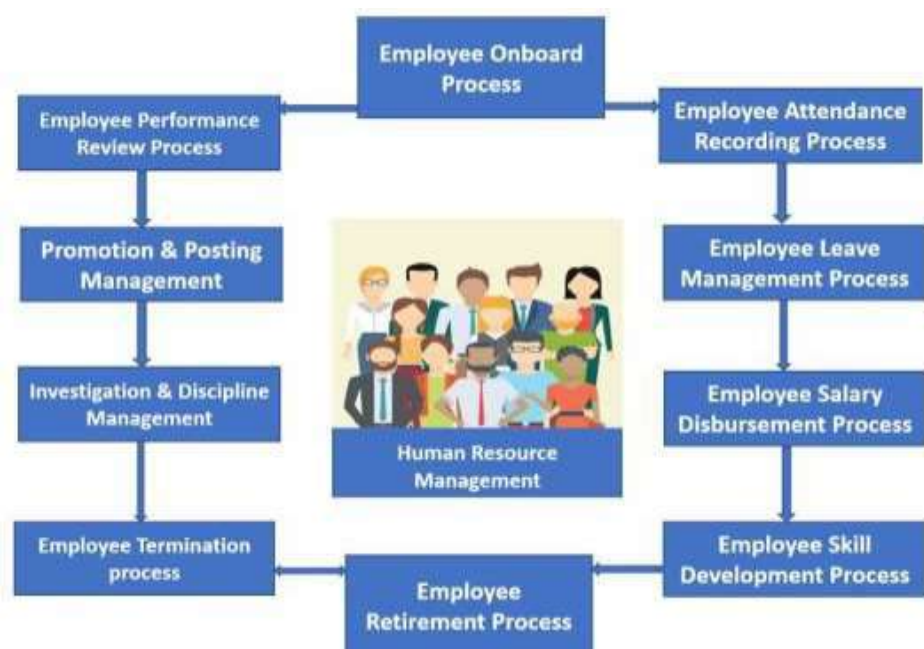 Employee Onboard
Process
Employee Performance
Review Process
Employee Attendance
Recording Process
Promotion & Posting
Management
Employee Leave
Management Process
Investigation & Discipline
Management
Employee Salary
Disbursement Process
Human Resource
Management
Employee Termination
process
Employee Skill
Development Process
Employee
Retirement Process